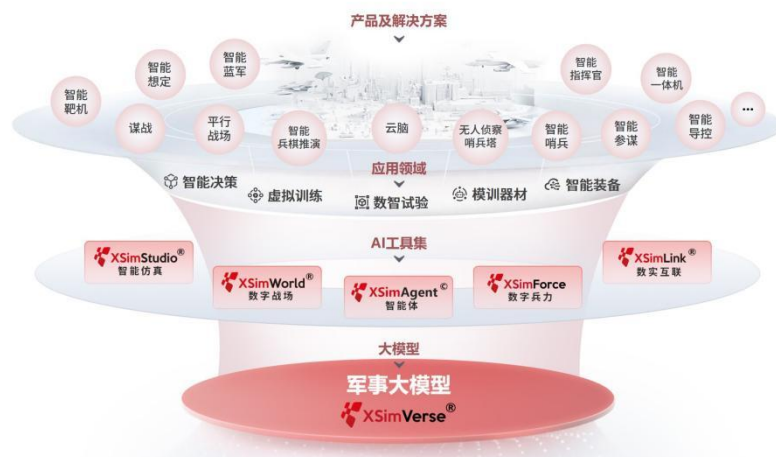 产品及解决方案
智能
靶机
智能
想定
智能
蓝军
智能
指挥官
智能
一体机
...
谋战
平行
战场
智能
兵棋推演
云脑
无人侦察
哨兵塔
智能
哨兵
智能
参谋
智能
导控
应用领域
智能决策
虚拟训练
数智试验
模训器材
智能装备
AI工具集
XSimStudio®
智能仿真
XSimWorld®
数字战场
XSimAgent©
智能体
XSimForce
数字兵力
XSimLink®
数实互联
大模型
军事大模型
XSimVerse®